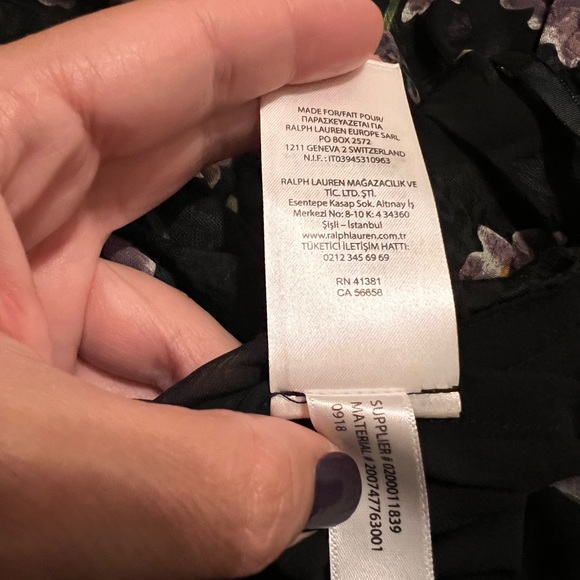 MADE FOR/FAIT POUR/
ΠΑΡΑΣΚΕΥΑΖΕΤΑΙ ΓΙΑ
RALPH LAUREN EUROPE SARL
PO BOX 2572
1211 GENEVA 2 SWITZERLAND
N.I.F.: IT03945310963
RALPH LAUREN MAĞAZACILIK VE
TİC. LTD. ŞTİ.
Esentepe Kasap Sok. Altınay İş
Merkezi No: 8-10 K: 4 34360
Şişli – İstanbul
www.ralphlauren.com.tr
TÜKETİCİ İLETİŞİM HATTI:
0212 345 69 69
RN 41381
CA 56858
SUPPLIER # 0200011839
MATERIAL # 200747763001
0918